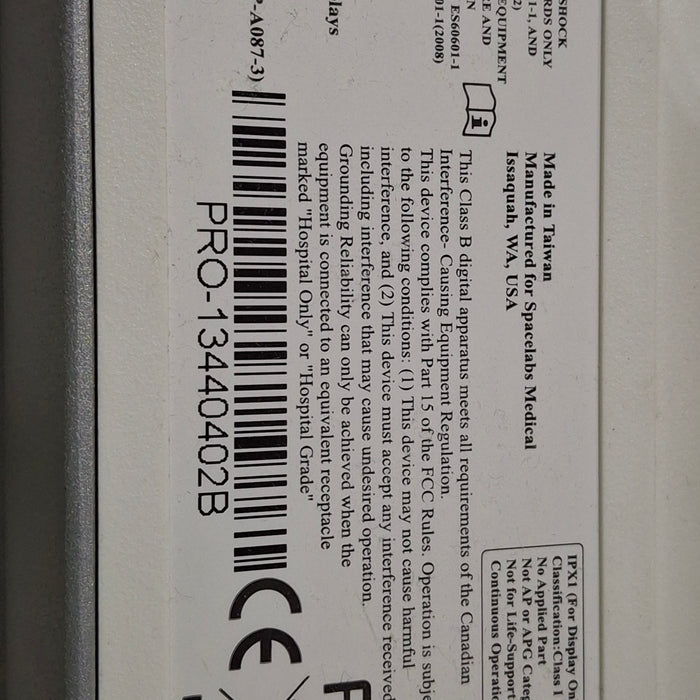 SHOCK
RDS ONLY
1-1, AND
2)
EQUIPMENT
CE AND
ES60601-1
01-1(2008)
lays
P-A087-3)
Made in Taiwan
Manufactured for Spacelabs Medical
Issaquah, WA, USA
This Class B digital apparatus meets all requirements of the Canadian
Interference- Causing Equipment Regulation.
This device complies with Part 15 of the FCC Rules. Operation is subje
to the following conditions: (1) This device may not cause harmful
interference, and (2) This device must accept any interference received
including interference that may cause undesired operation.
Grounding Reliability can only be achieved when the
equipment is connected to an equivalent receptacle
marked "Hospital Only" or "Hospital Grade"
PRO-13440402B
CE
F
IPX1 (For Display O
Classification:Class 1
No Applied Part
Not AP or APG Categ
Not for Life-Support
Continuous Operatio